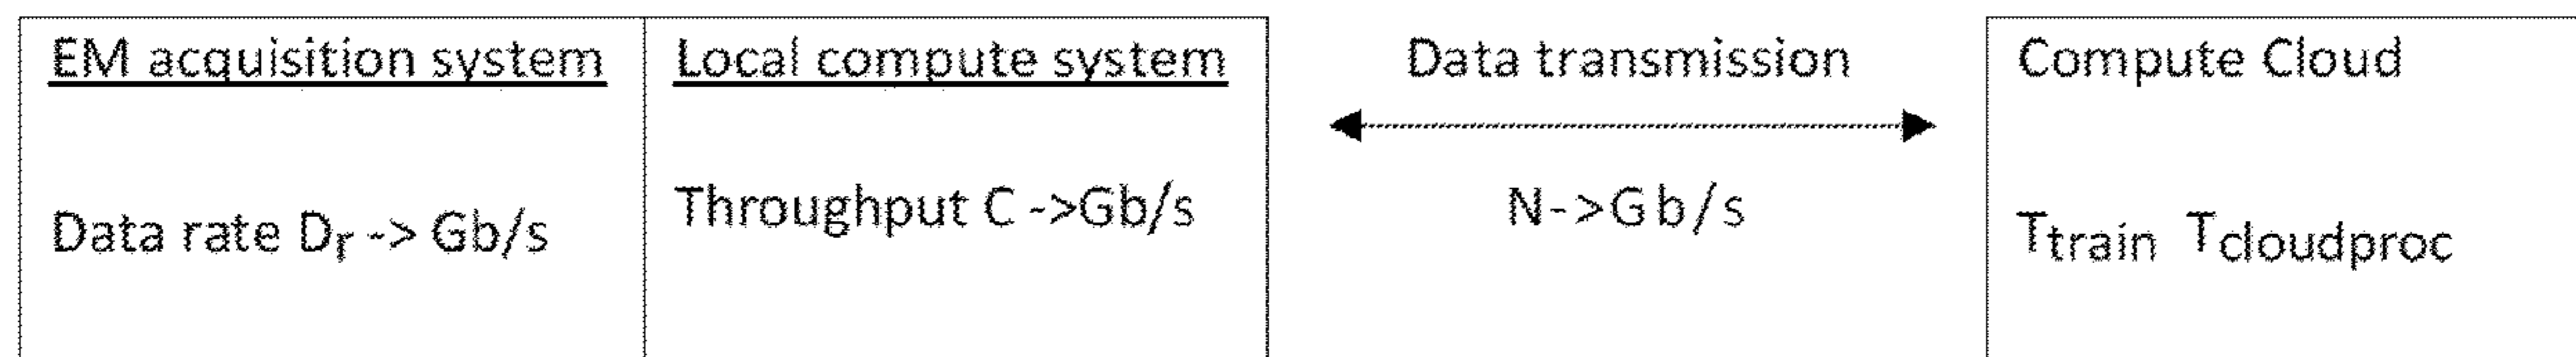 EM acquisition system
Data rate Dr -> Gb/s
Local compute system
Throughput C ->Gb/s
Data transmission
N->Gb/s
Compute Cloud
Ttrain Tcloudproc